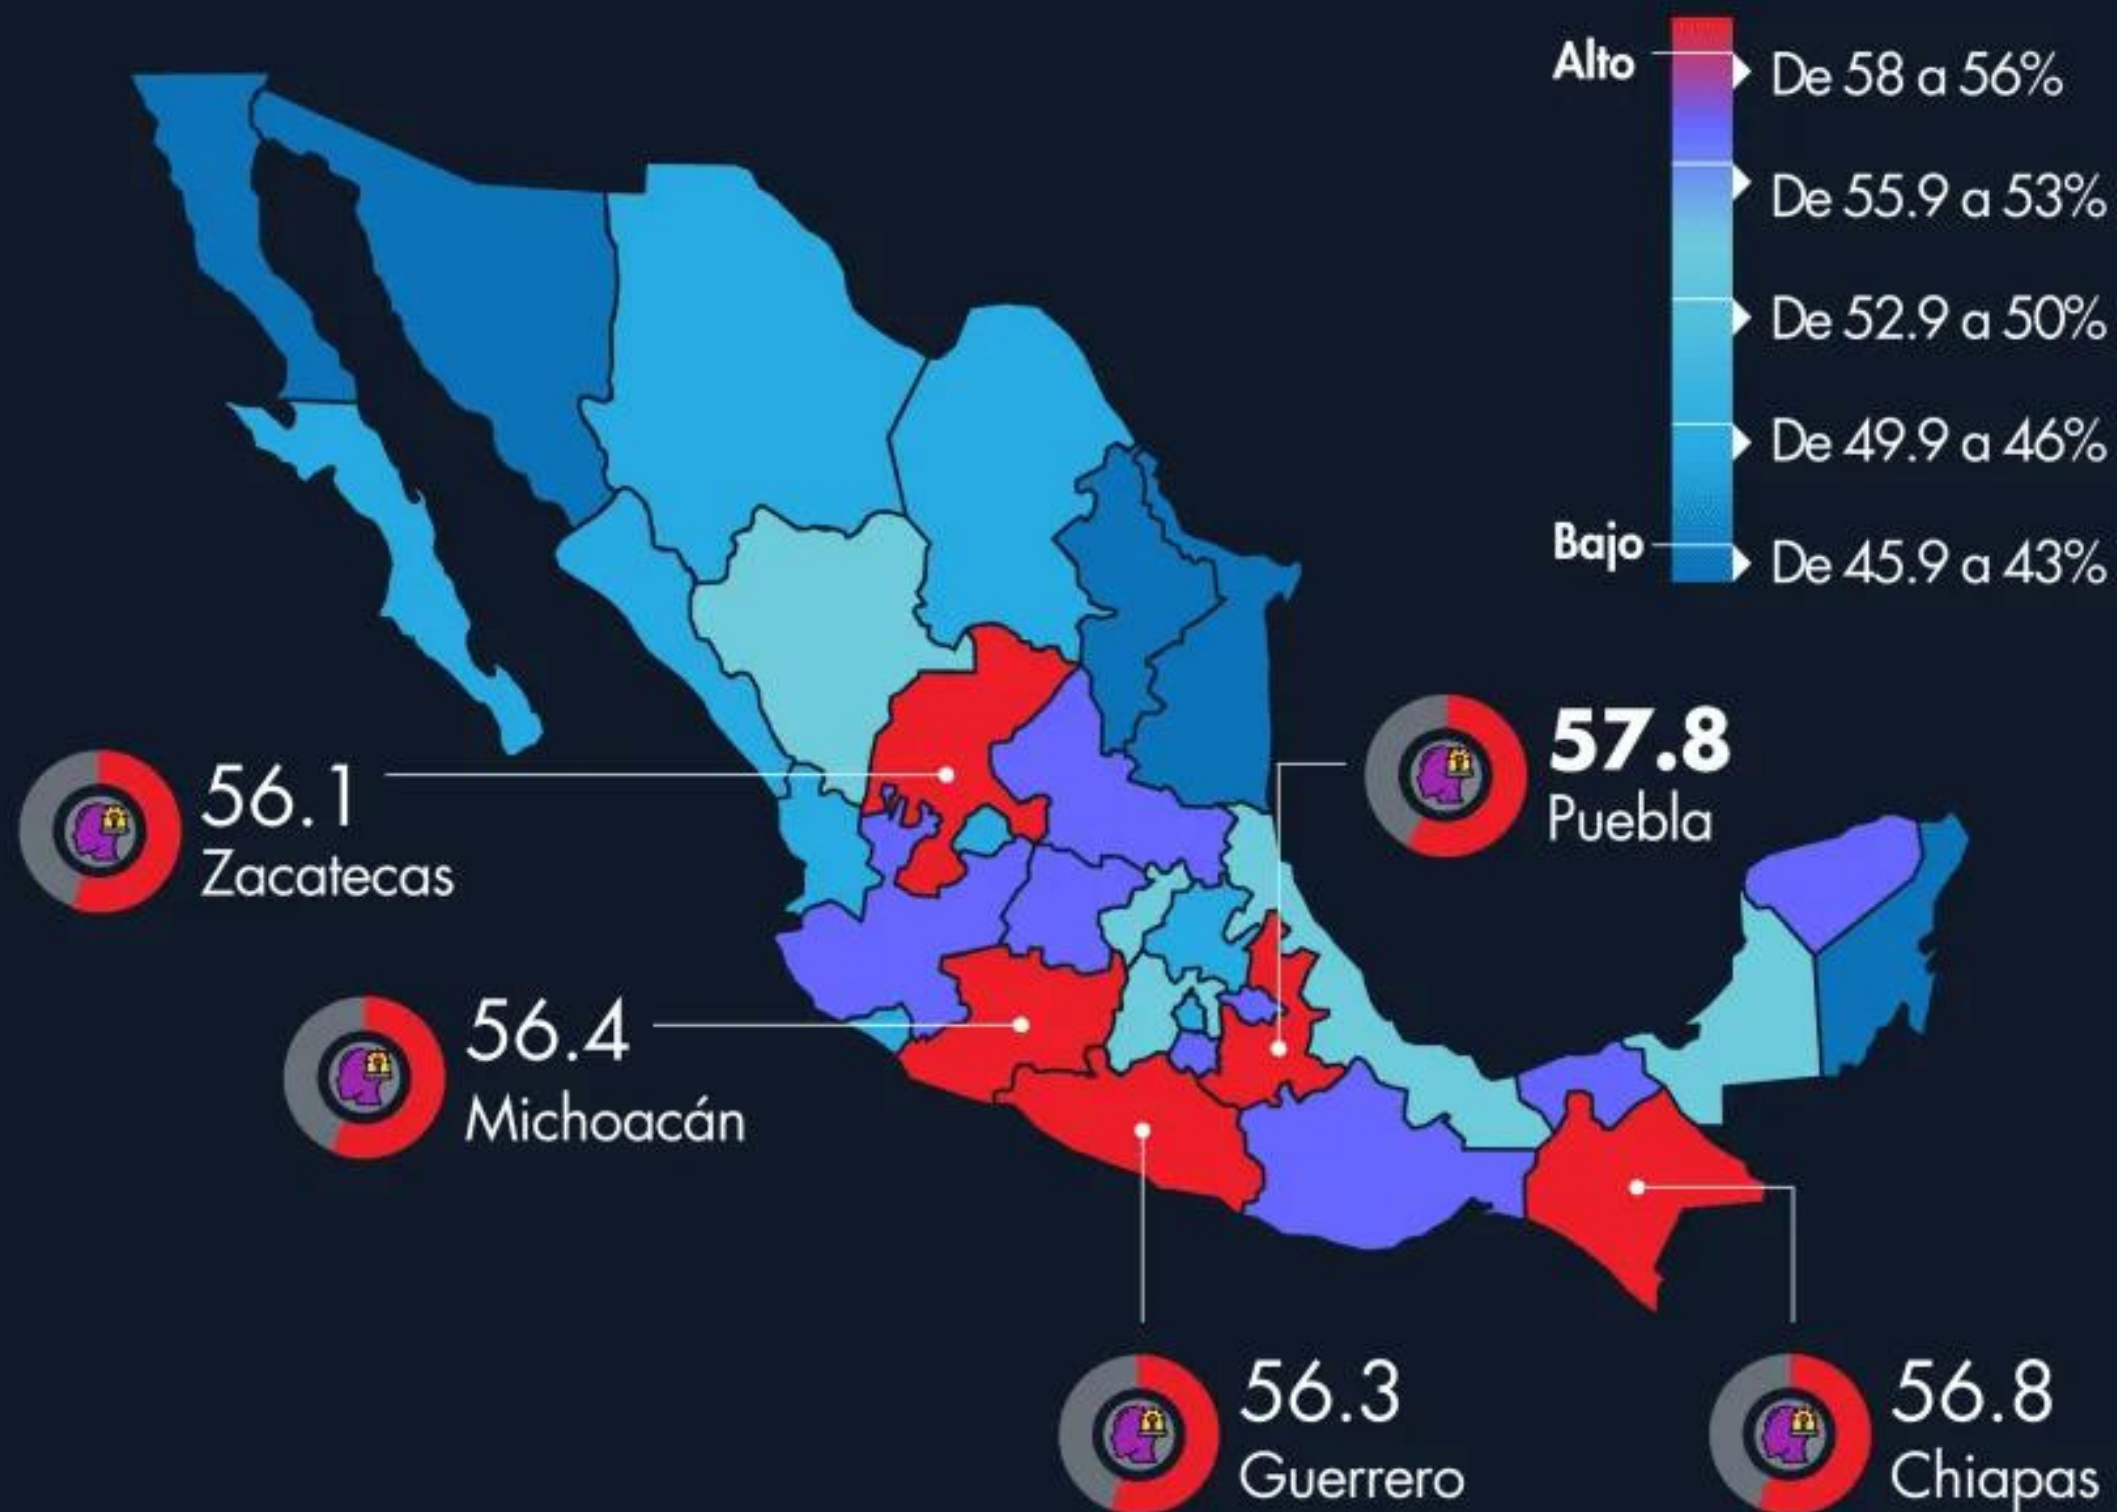 Alto
De 58 a 56%
De 55.9 a 53%
De 52.9 a 50%
De 49.9 a 46%
Bajo
De 45.9 a 43%
57.8
Puebla
56.1
Zacatecas
56.4
Michoacán
56.3
Guerrero
56.8
Chiapas